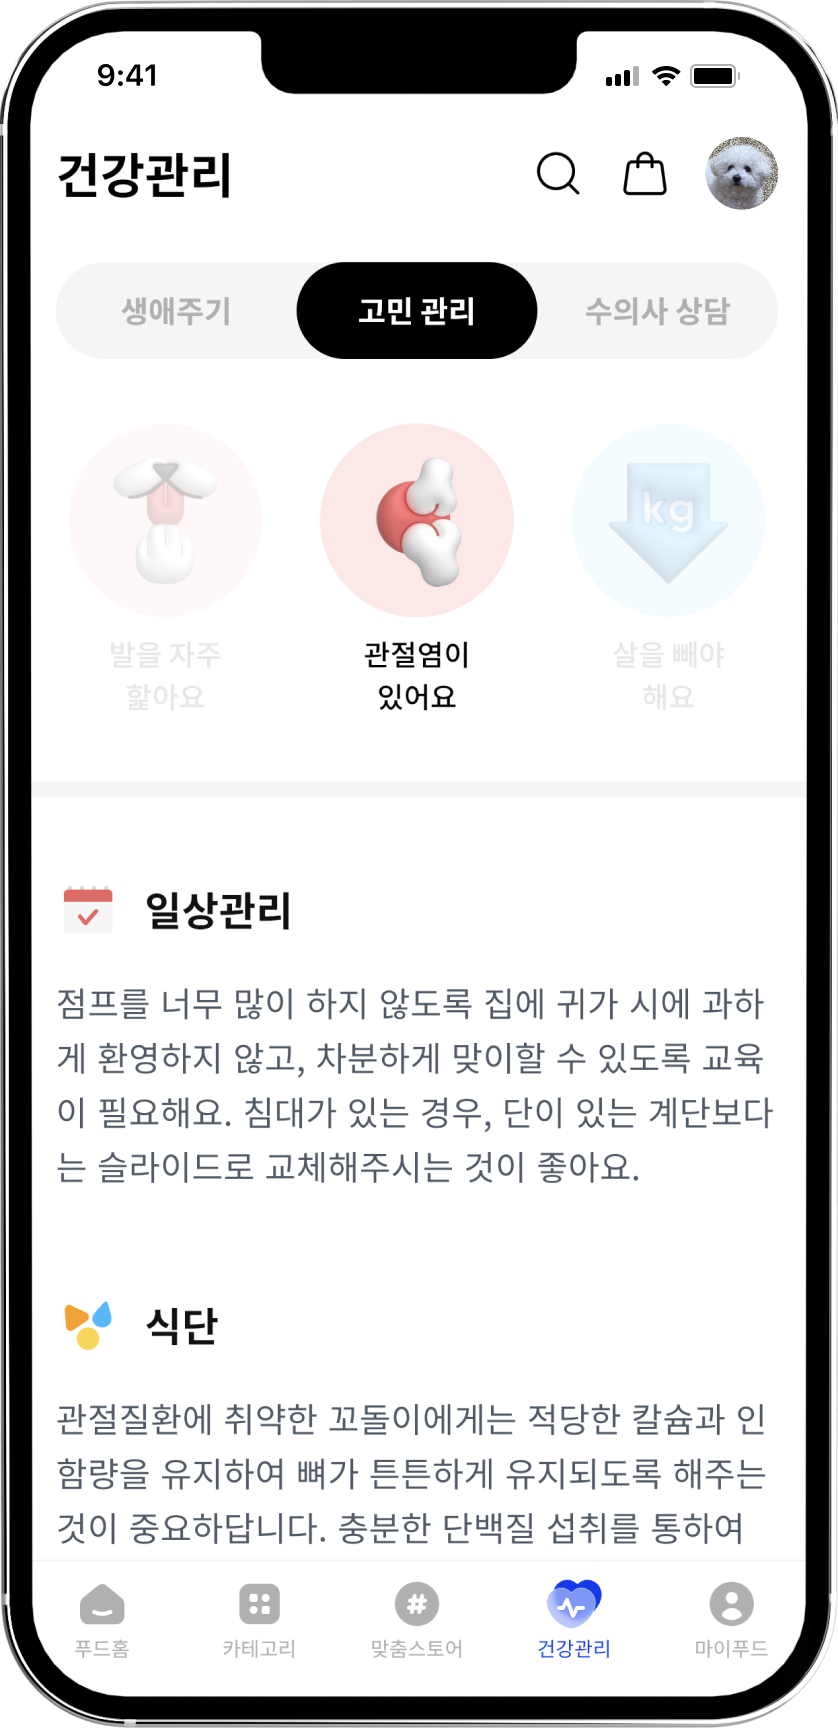 9:41
건강관리
생애주기 고민 관리 수의사 상담
kg
발을 자주
핥아요
관절염이
있어요
살을 빼야
해요
일상관리
점프를 너무 많이 하지 않도록 집에 귀가 시에 과하
게 환영하지 않고, 차분하게 맞이할 수 있도록 교육
이 필요해요. 침대가 있는 경우, 단이 있는 계단보다
는 슬라이드로 교체해주시는 것이 좋아요.
식단
관절질환에 취약한 꼬돌이에게는 적당한 칼슘과 인
함량을 유지하여 뼈가 튼튼하게 유지되도록 해주는
것이 중요하답니다. 충분한 단백질 섭취를 통하여
푸드홈 카테고리 맞춤스토어 건강관리 마이푸드